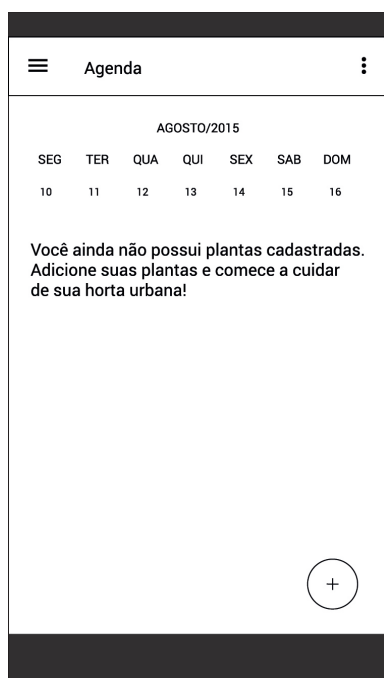 Agenda
AGOSTO/2015
SEG TER QUA QUI SEX SAB DOM
10 11 12 13 14 15 16
Você ainda não possui plantas cadastradas.
Adicione suas plantas e comece a cuidar
de sua horta urbana!
+